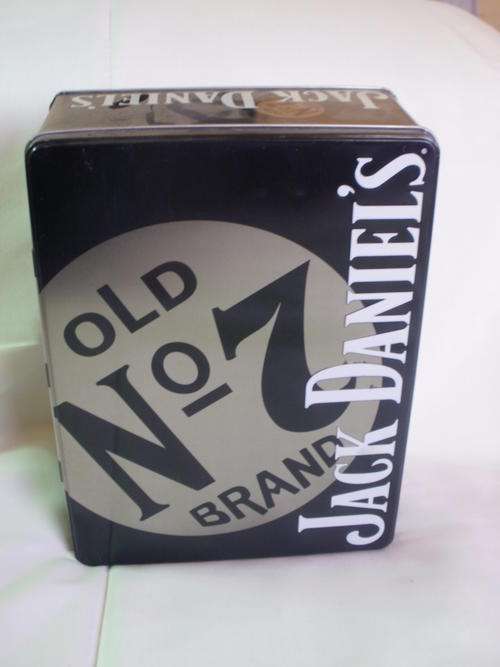 JACK DANIEL'S
OLD
No 7
BRAND
JACK DANIEL'S.